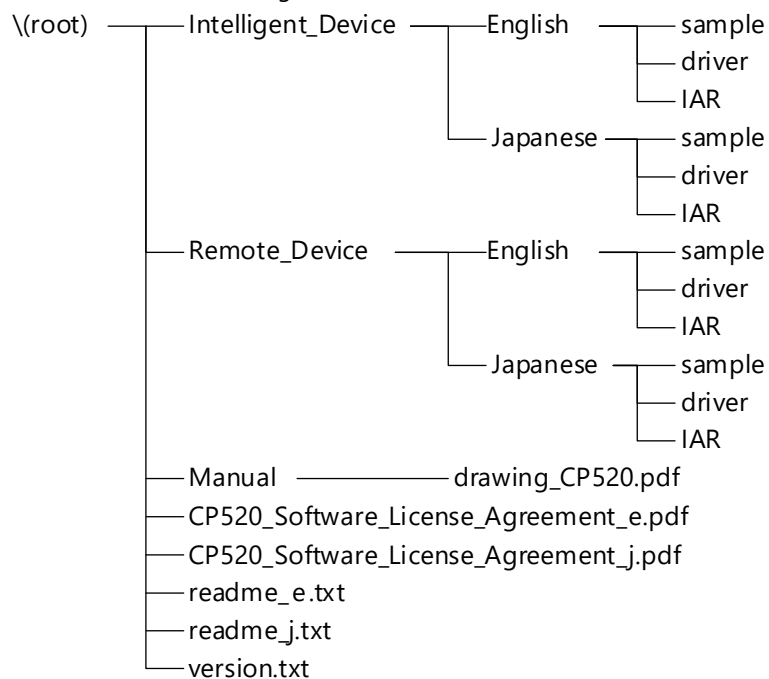 \(root) Intelligent_Device English sample
driver
IAR
Japanese sample
driver
IAR
Remote_Device English sample
driver
IAR
Japanese sample
driver
IAR
Manual drawing_CP520.pdf
CP520_Software_License_Agreement_e.pdf
CP520_Software_License_Agreement_j.pdf
readme_e.txt
readme_j.txt
version.txt